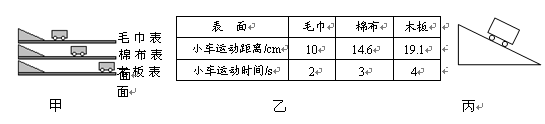 毛巾表
棉布表
木板表
面
面
面
甲
表 面 毛巾 棉布 木板
小车运动距离/cm 10 14.6 19.1
小车运动时间/s 2 3 4
乙
丙